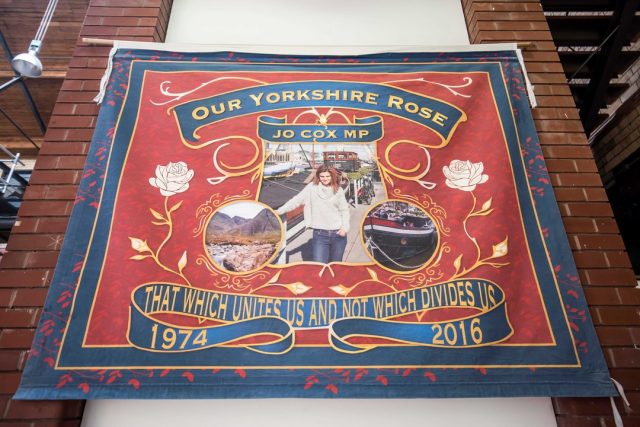 OUR YORKSHIRE ROSE
JO COX MP
THAT WHICH UNITES US AND NOT WHICH DIVIDES US
1974
2016